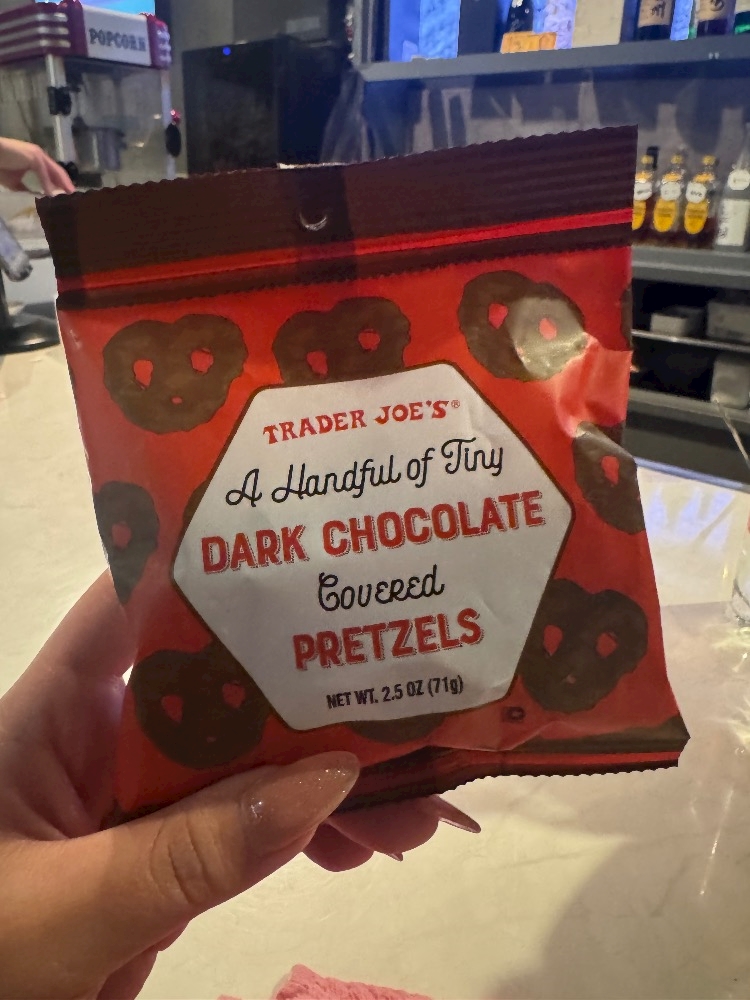 POPCORN
TRADER JOE'S®
A Handful of Tiny
DARK CHOCOLATE
Covered
PRETZELS
NET WT. 2.5 OZ (71g)